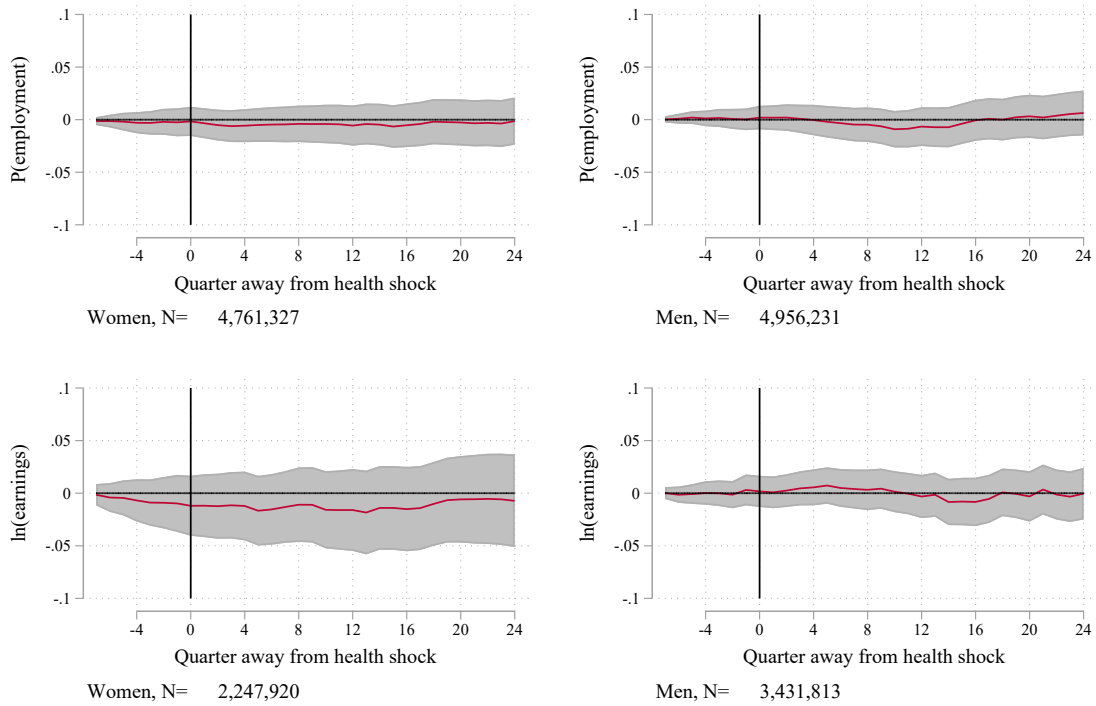 .1
.05
0
-.05
-.1
P(employment)
-4 0 4 8 12 16 20 24
Quarter away from health shock
Women, N= 4,761,327
.1
.05
0
-.05
-.1
P(employment)
-4 0 4 8 12 16 20 24
Quarter away from health shock
Men, N= 4,956,231
.1
.05
0
-.05
-.1
ln(earnings)
-4 0 4 8 12 16 20 24
Quarter away from health shock
Women, N= 2,247,920
.1
.05
0
-.05
-.1
ln(earnings)
-4 0 4 8 12 16 20 24
Quarter away from health shock
Men, N= 3,431,813